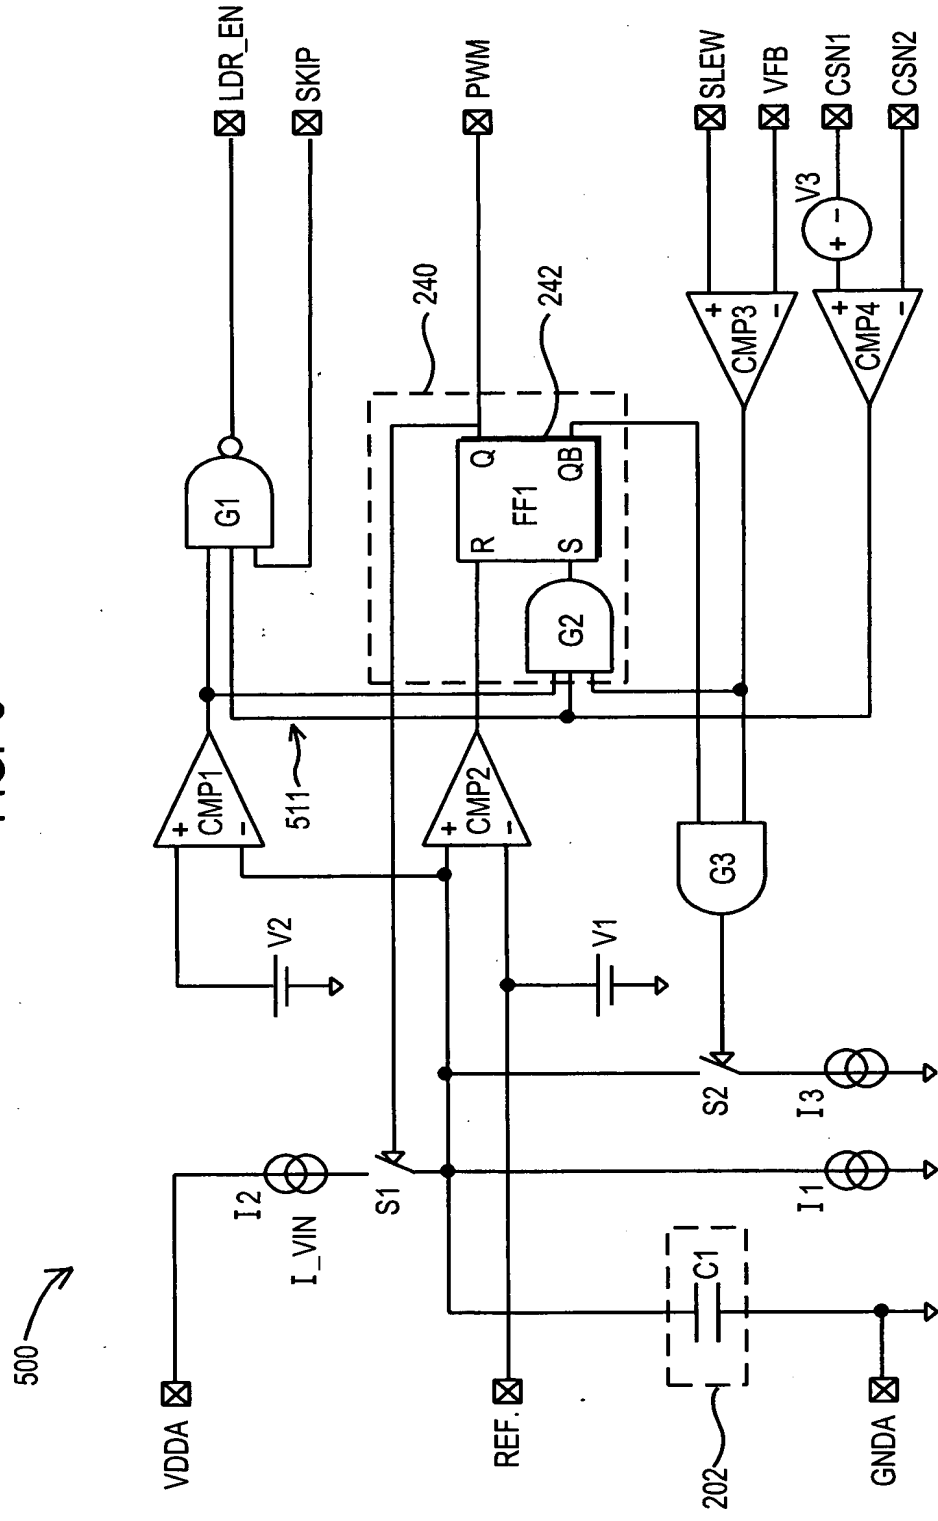 500
VDDA
REF.
GNDA
202
C1
I2
I_VIN
S1
I1
S2
I3
V2
V1
+
-
CMP1
+
-
CMP2
G3
511
G1
G2
R
S
Q
QB
FF1
240
242
+
-
CMP3
+
-
CMP4
+ -
V3
LDR_EN
SKIP
PWM
SLEW
VFB
CSN1
CSN2